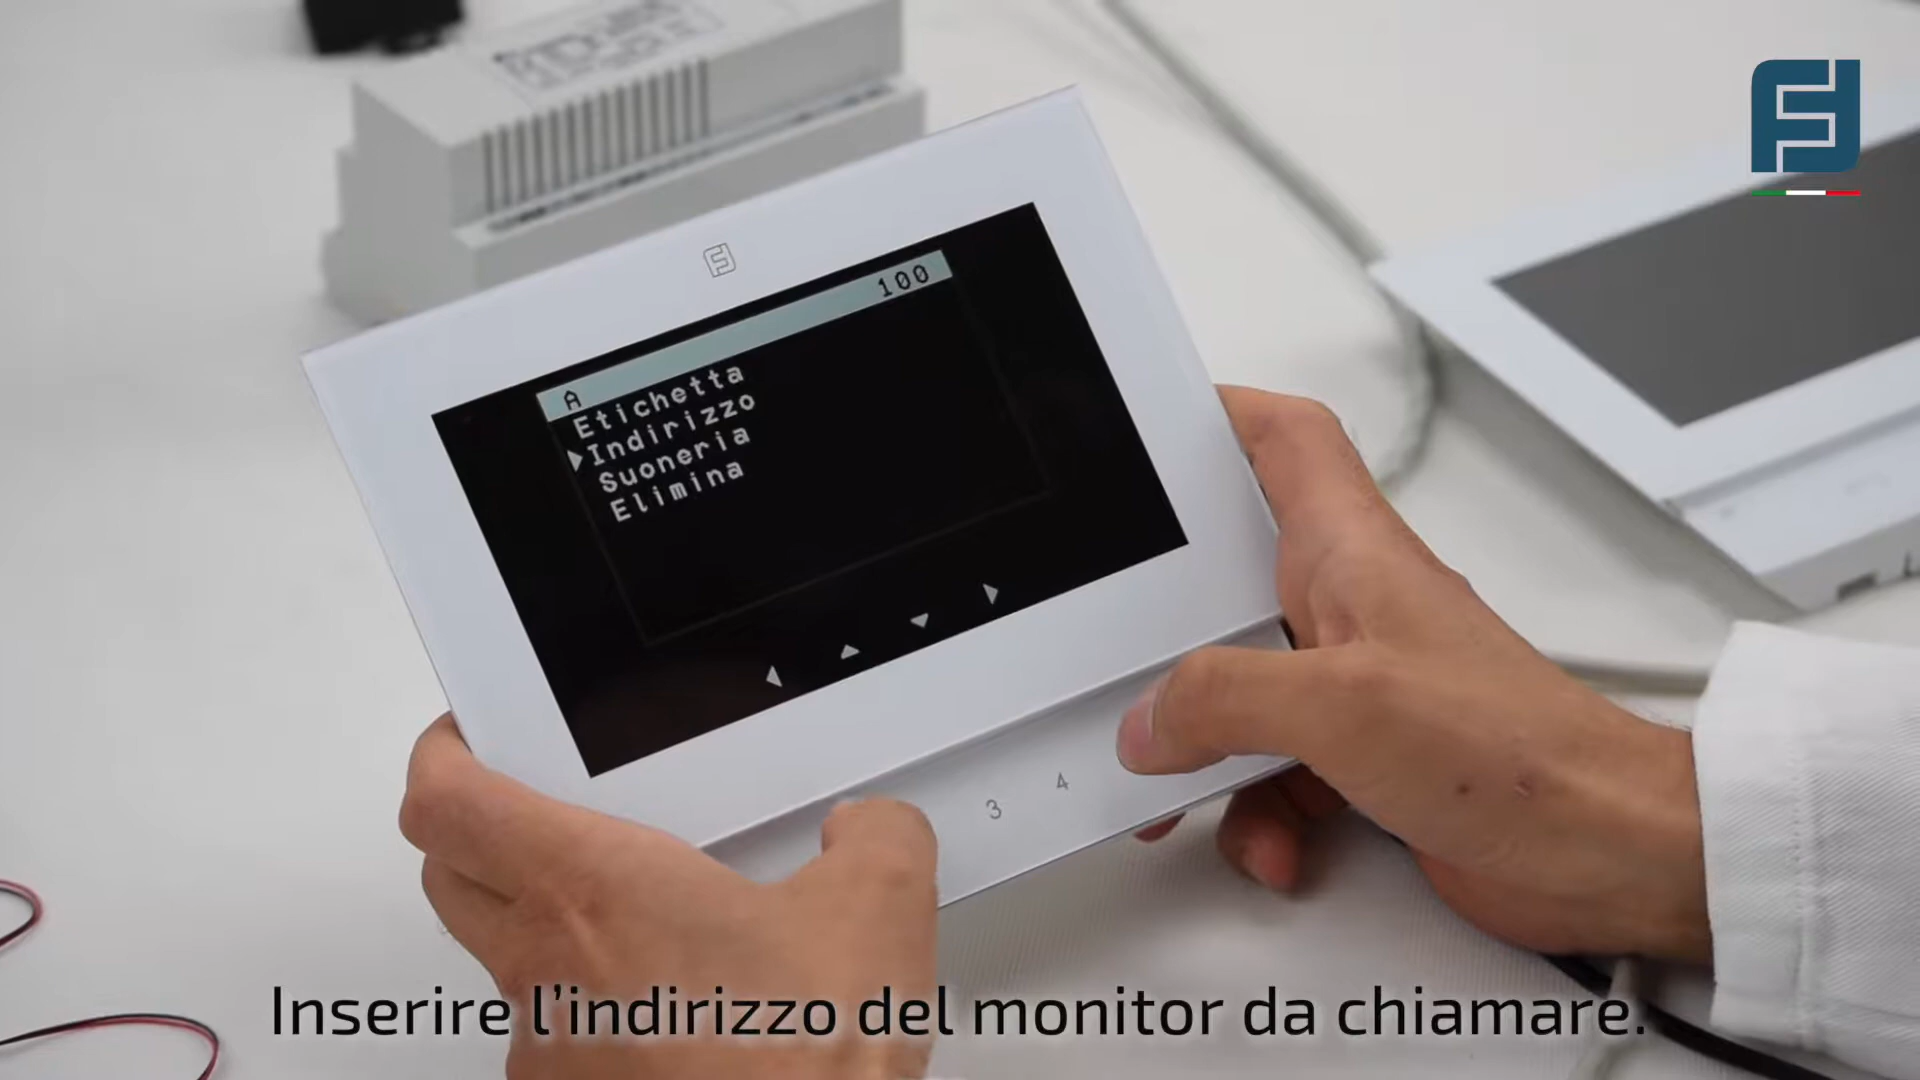 A 100
Etichetta
Indirizzo
Suoneria
Elimina
3 4
Inserire l’indirizzo del monitor da chiamare.